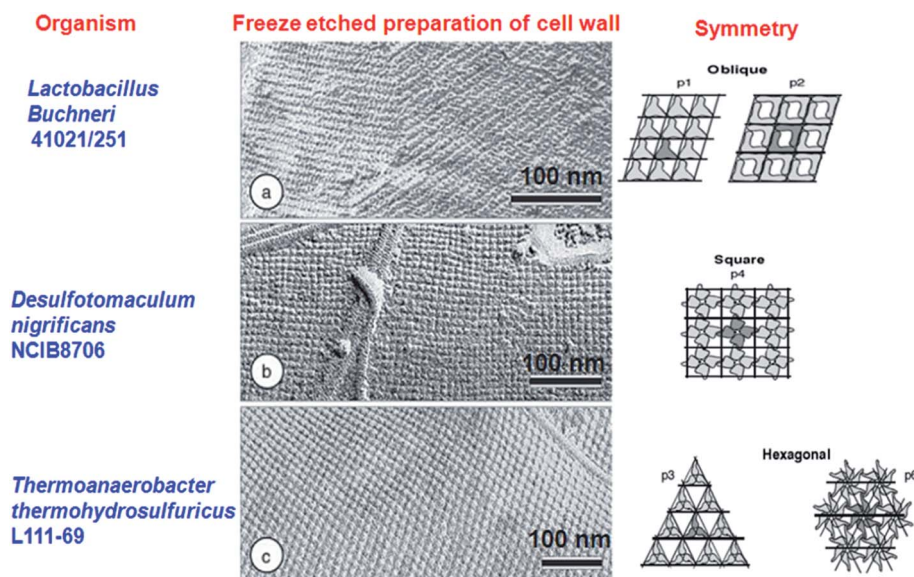 Organism
Freeze etched preparation of cell wall
Symmetry
Lactobacillus
Buchneri
41021/251
a
100 nm
Oblique
p1
p2
Desulfotomaculum
nigrificans
NCIB8706
b
100 nm
Square
p4
Thermoanaerobacter
thermohydrosulfuricus
L111-69
c
100 nm
Hexagonal
p3